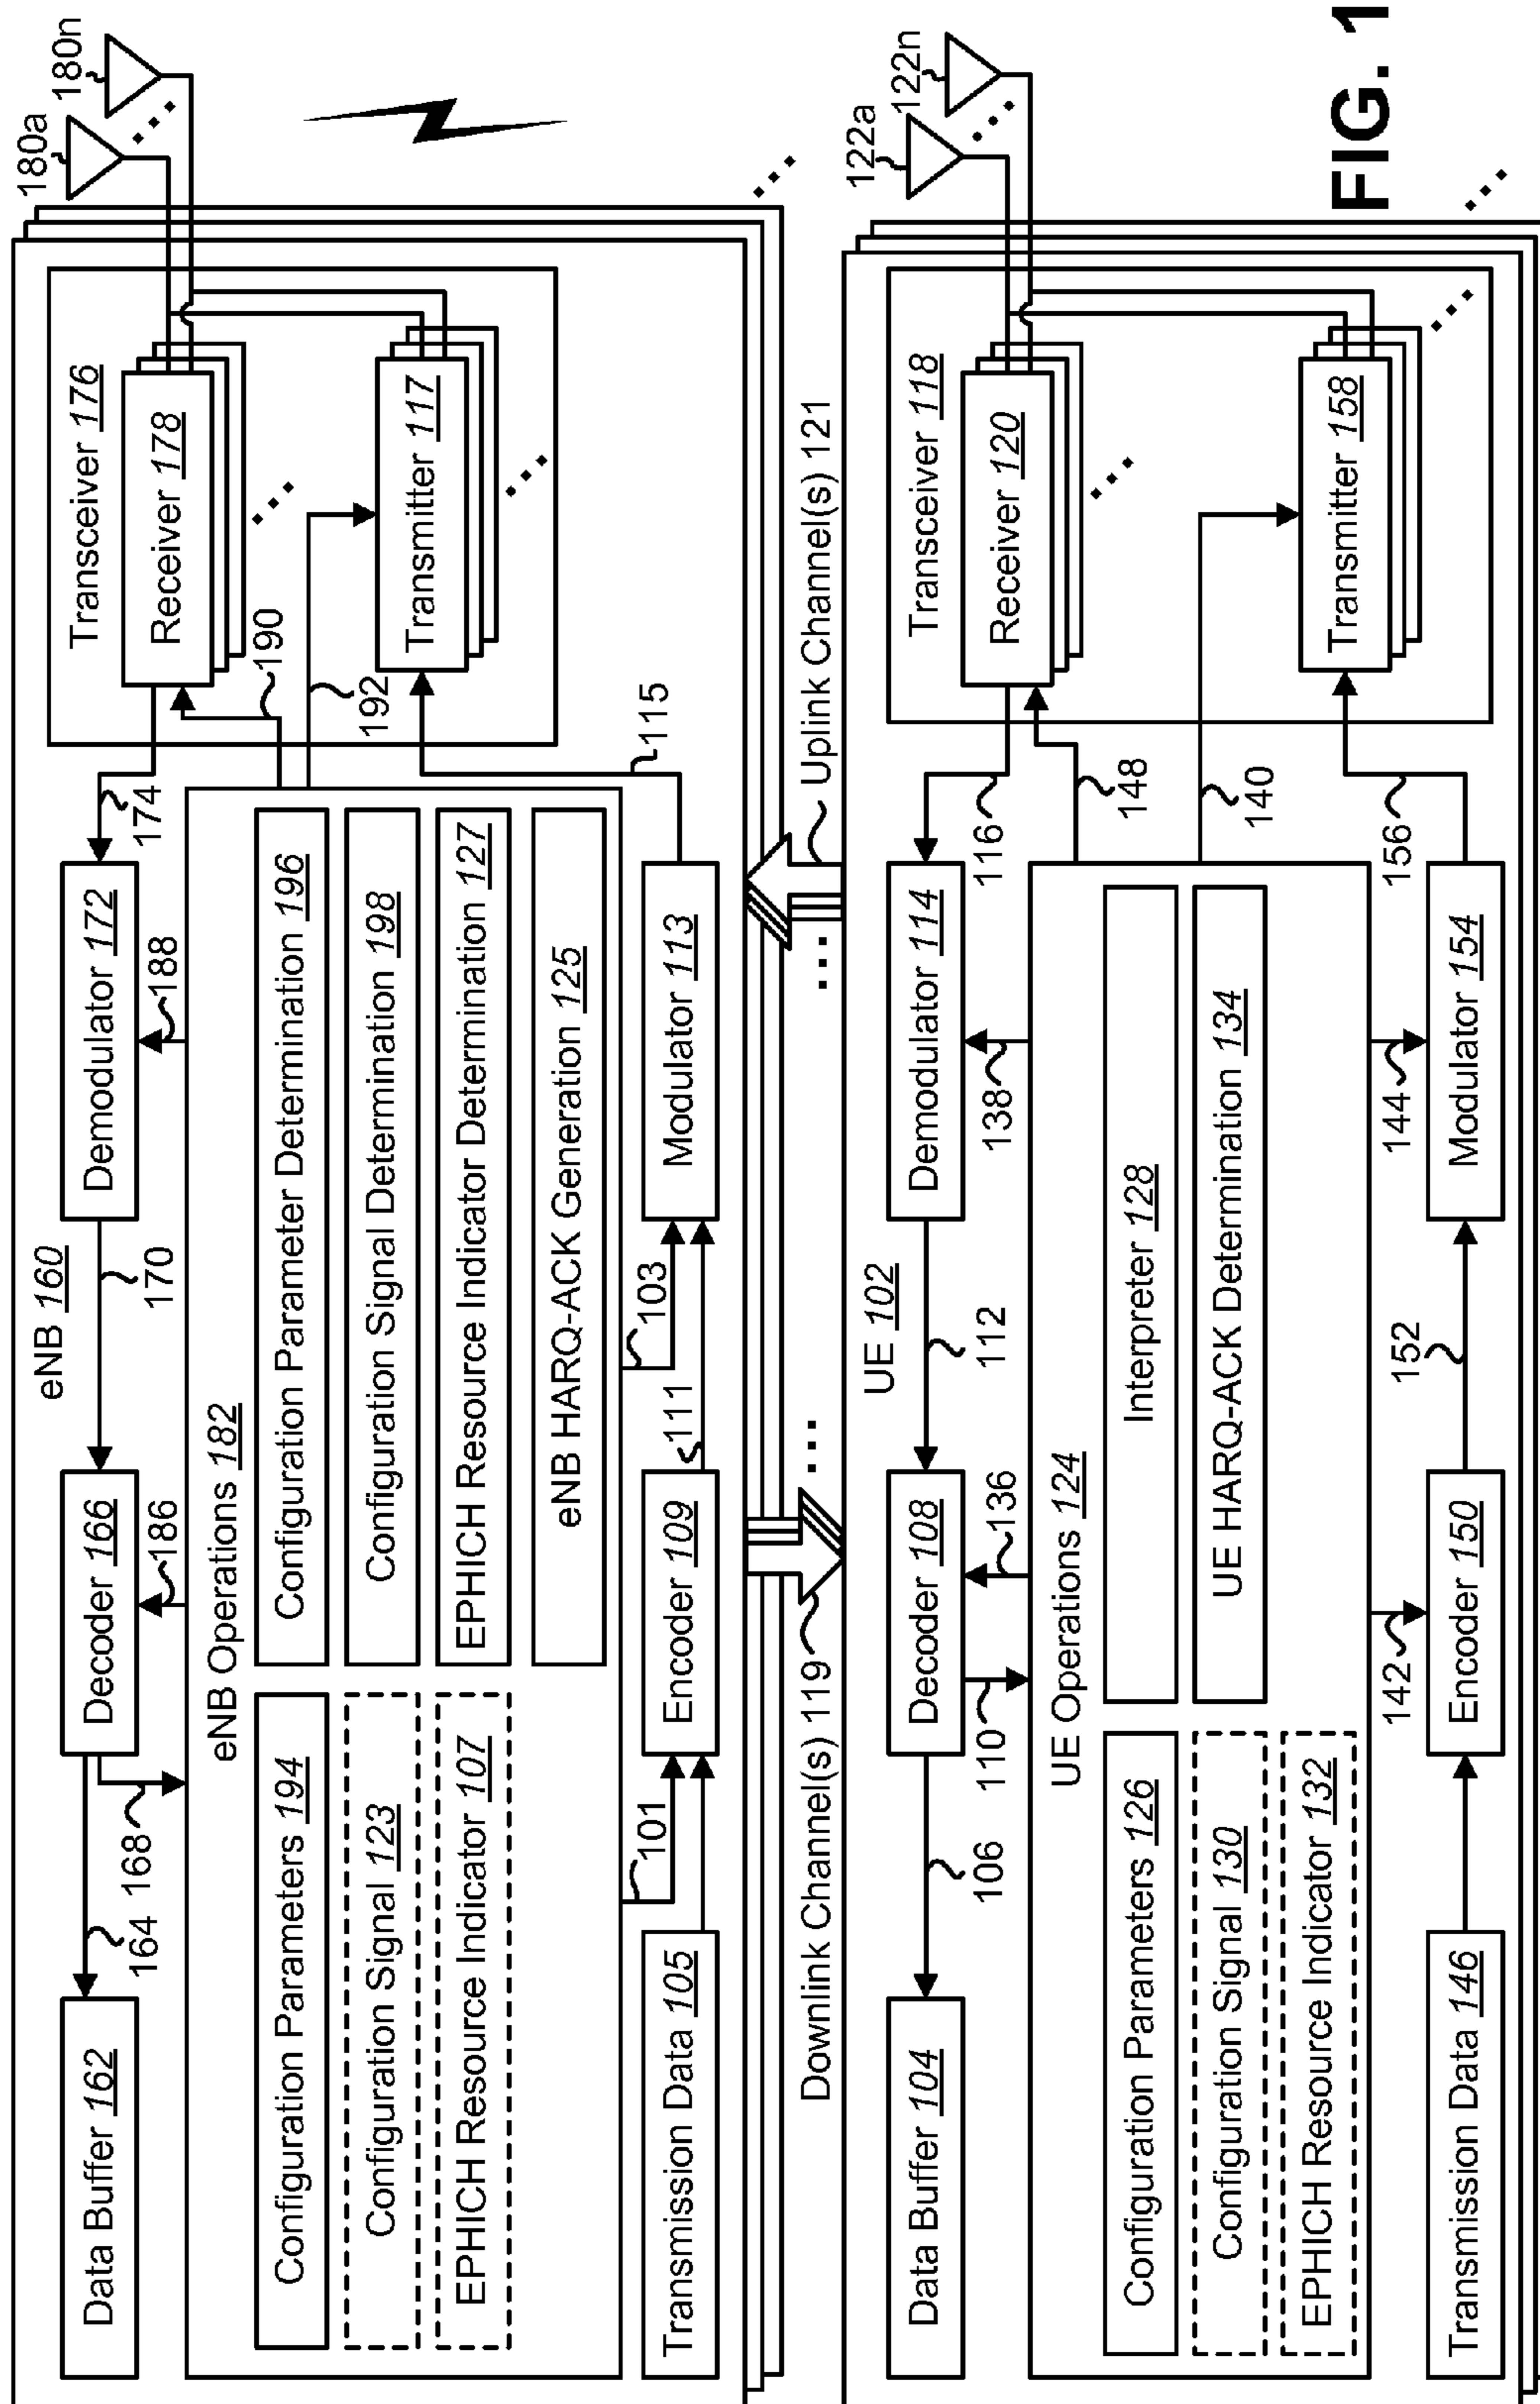 eNB 160
180a
180n
Data Buffer 162
164
Decoder 166
170
Demodulator 172
174
Transceiver 176
Receiver 178
168
186
188
190
eNB Operations 182
192
Configuration Parameters 194
Configuration Parameter Determination 196
Configuration Signal 123
Configuration Signal Determination 198
Transmitter 117
EPHICH Resource Indicator 107
EPHICH Resource Indicator Determination 127
eNB HARQ-ACK Generation 125
101
103
115
Transmission Data 105
Encoder 109
111
Modulator 113
Downlink Channel(s) 119
Uplink Channel(s) 121
UE 102
122a
122n
Data Buffer 104
106
Decoder 108
112
Demodulator 114
116
Transceiver 118
Receiver 120
110
136
138
148
UE Operations 124
Configuration Parameters 126
Interpreter 128
140
Configuration Signal 130
UE HARQ-ACK Determination 134
EPHICH Resource Indicator 132
Transmitter 158
142
144
156
Transmission Data 146
Encoder 150
152
Modulator 154
FIG. 1